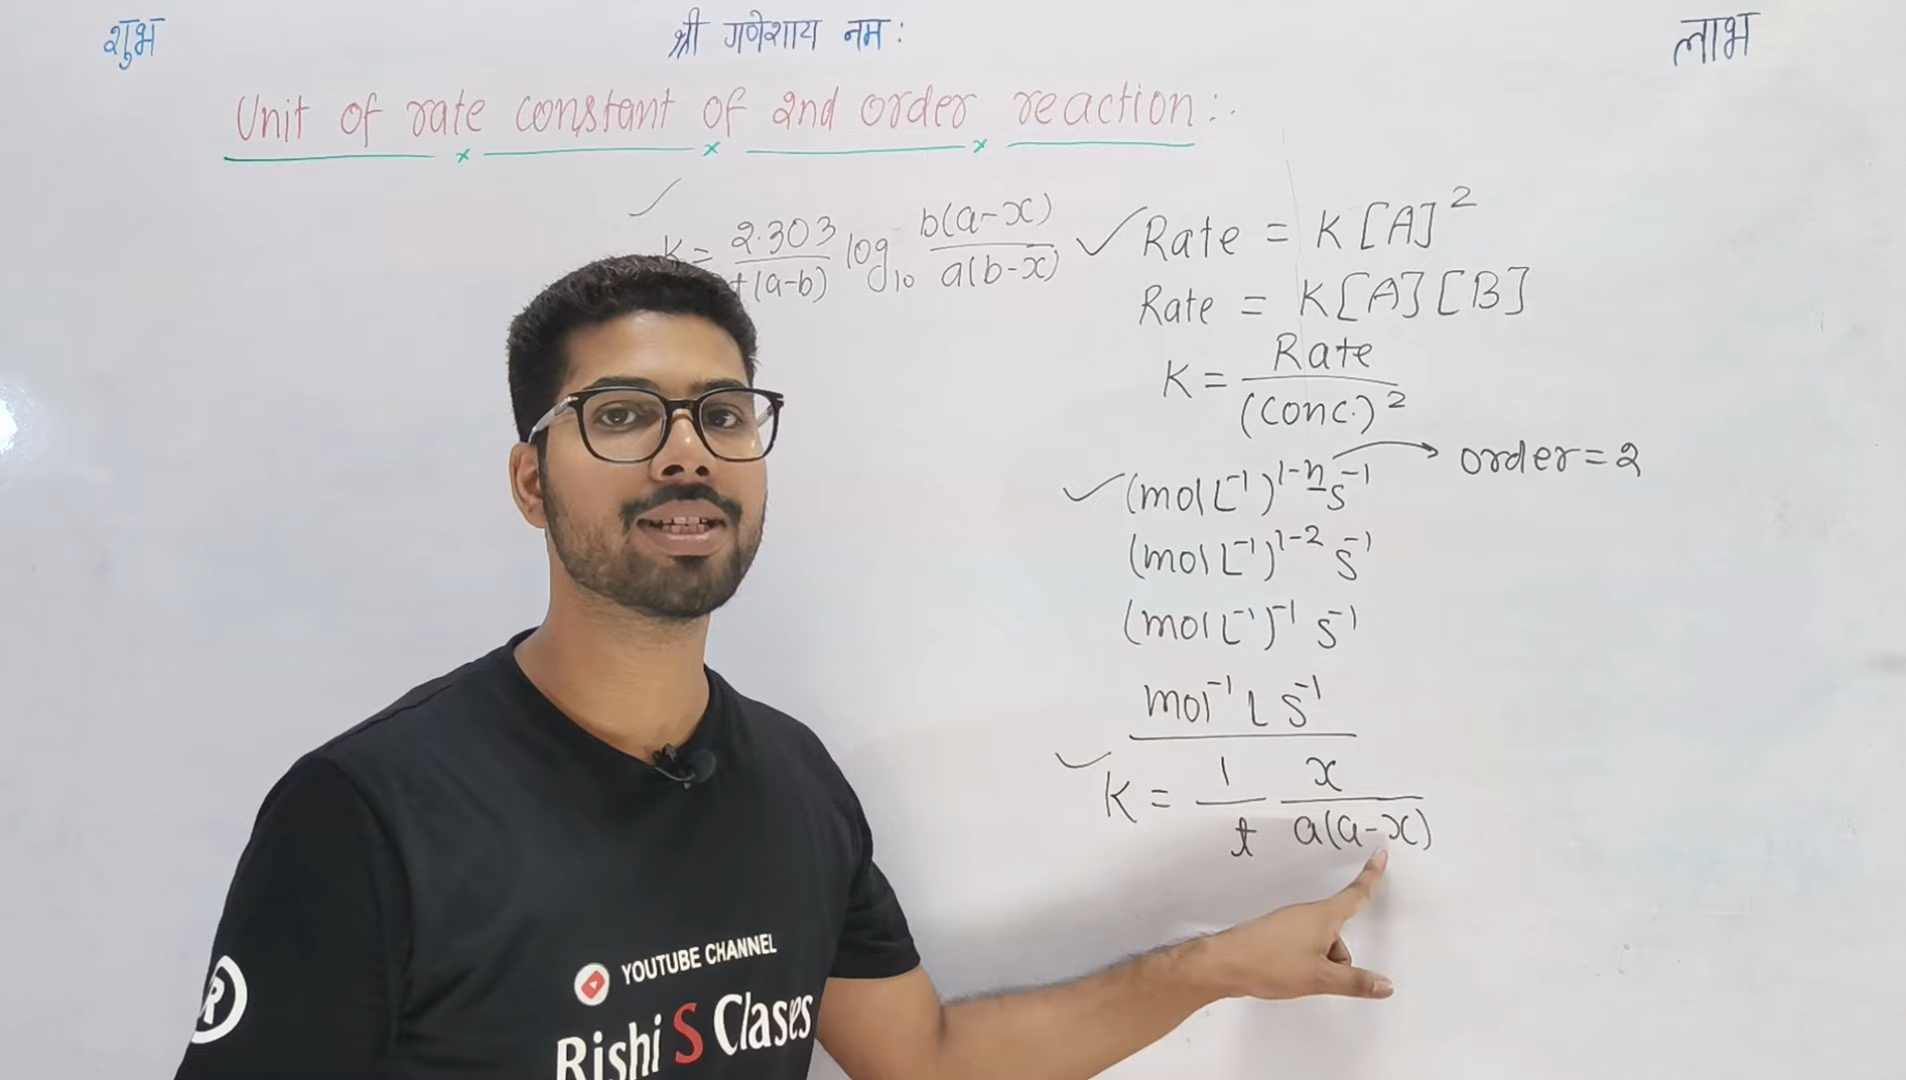 शुभ श्री गणेशाय नमः लाभ
Unit of rate constant of 2nd order reaction:-
K = 2.303 / t(a-b) log₁₀ b(a-x) / a(b-x)
Rate = K[A]²
Rate = K[A][B]
K = Rate / (conc.)²
(mol L⁻¹)¹⁻ⁿ s⁻¹ → order = 2
(mol L⁻¹)¹⁻² s⁻¹
(mol L⁻¹)⁻¹ s⁻¹
mol⁻¹ L s⁻¹
K = 1 / t x / a(a-x)
YOUTUBE CHANNEL
Rishi S Clases
R